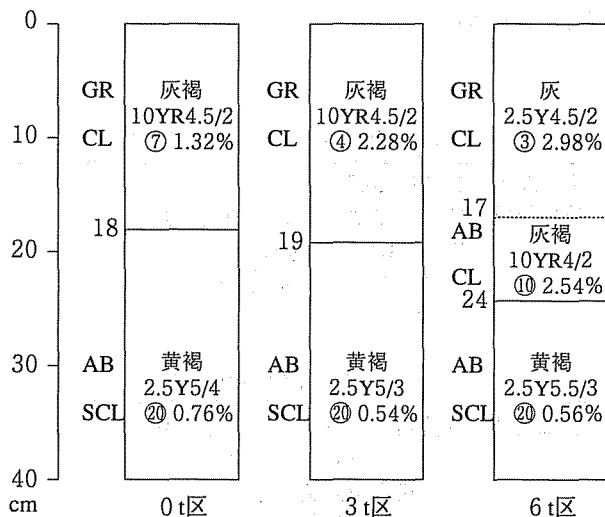 0
10
20
30
40
cm
GR
CL
灰褐
10YR4.5/2
⑦ 1.32%
18
AB
SCL
黄褐
2.5Y5/4
⑳ 0.76%
0 t区
GR
CL
灰褐
10YR4.5/2
④ 2.28%
19
AB
SCL
黄褐
2.5Y5/3
⑳ 0.54%
3 t区
GR
CL
灰
2.5Y4.5/2
③ 2.98%
17
AB
CL
灰褐
10YR4/2
⑩ 2.54%
24
AB
SCL
黄褐
2.5Y5.5/3
⑳ 0.56%
6 t区